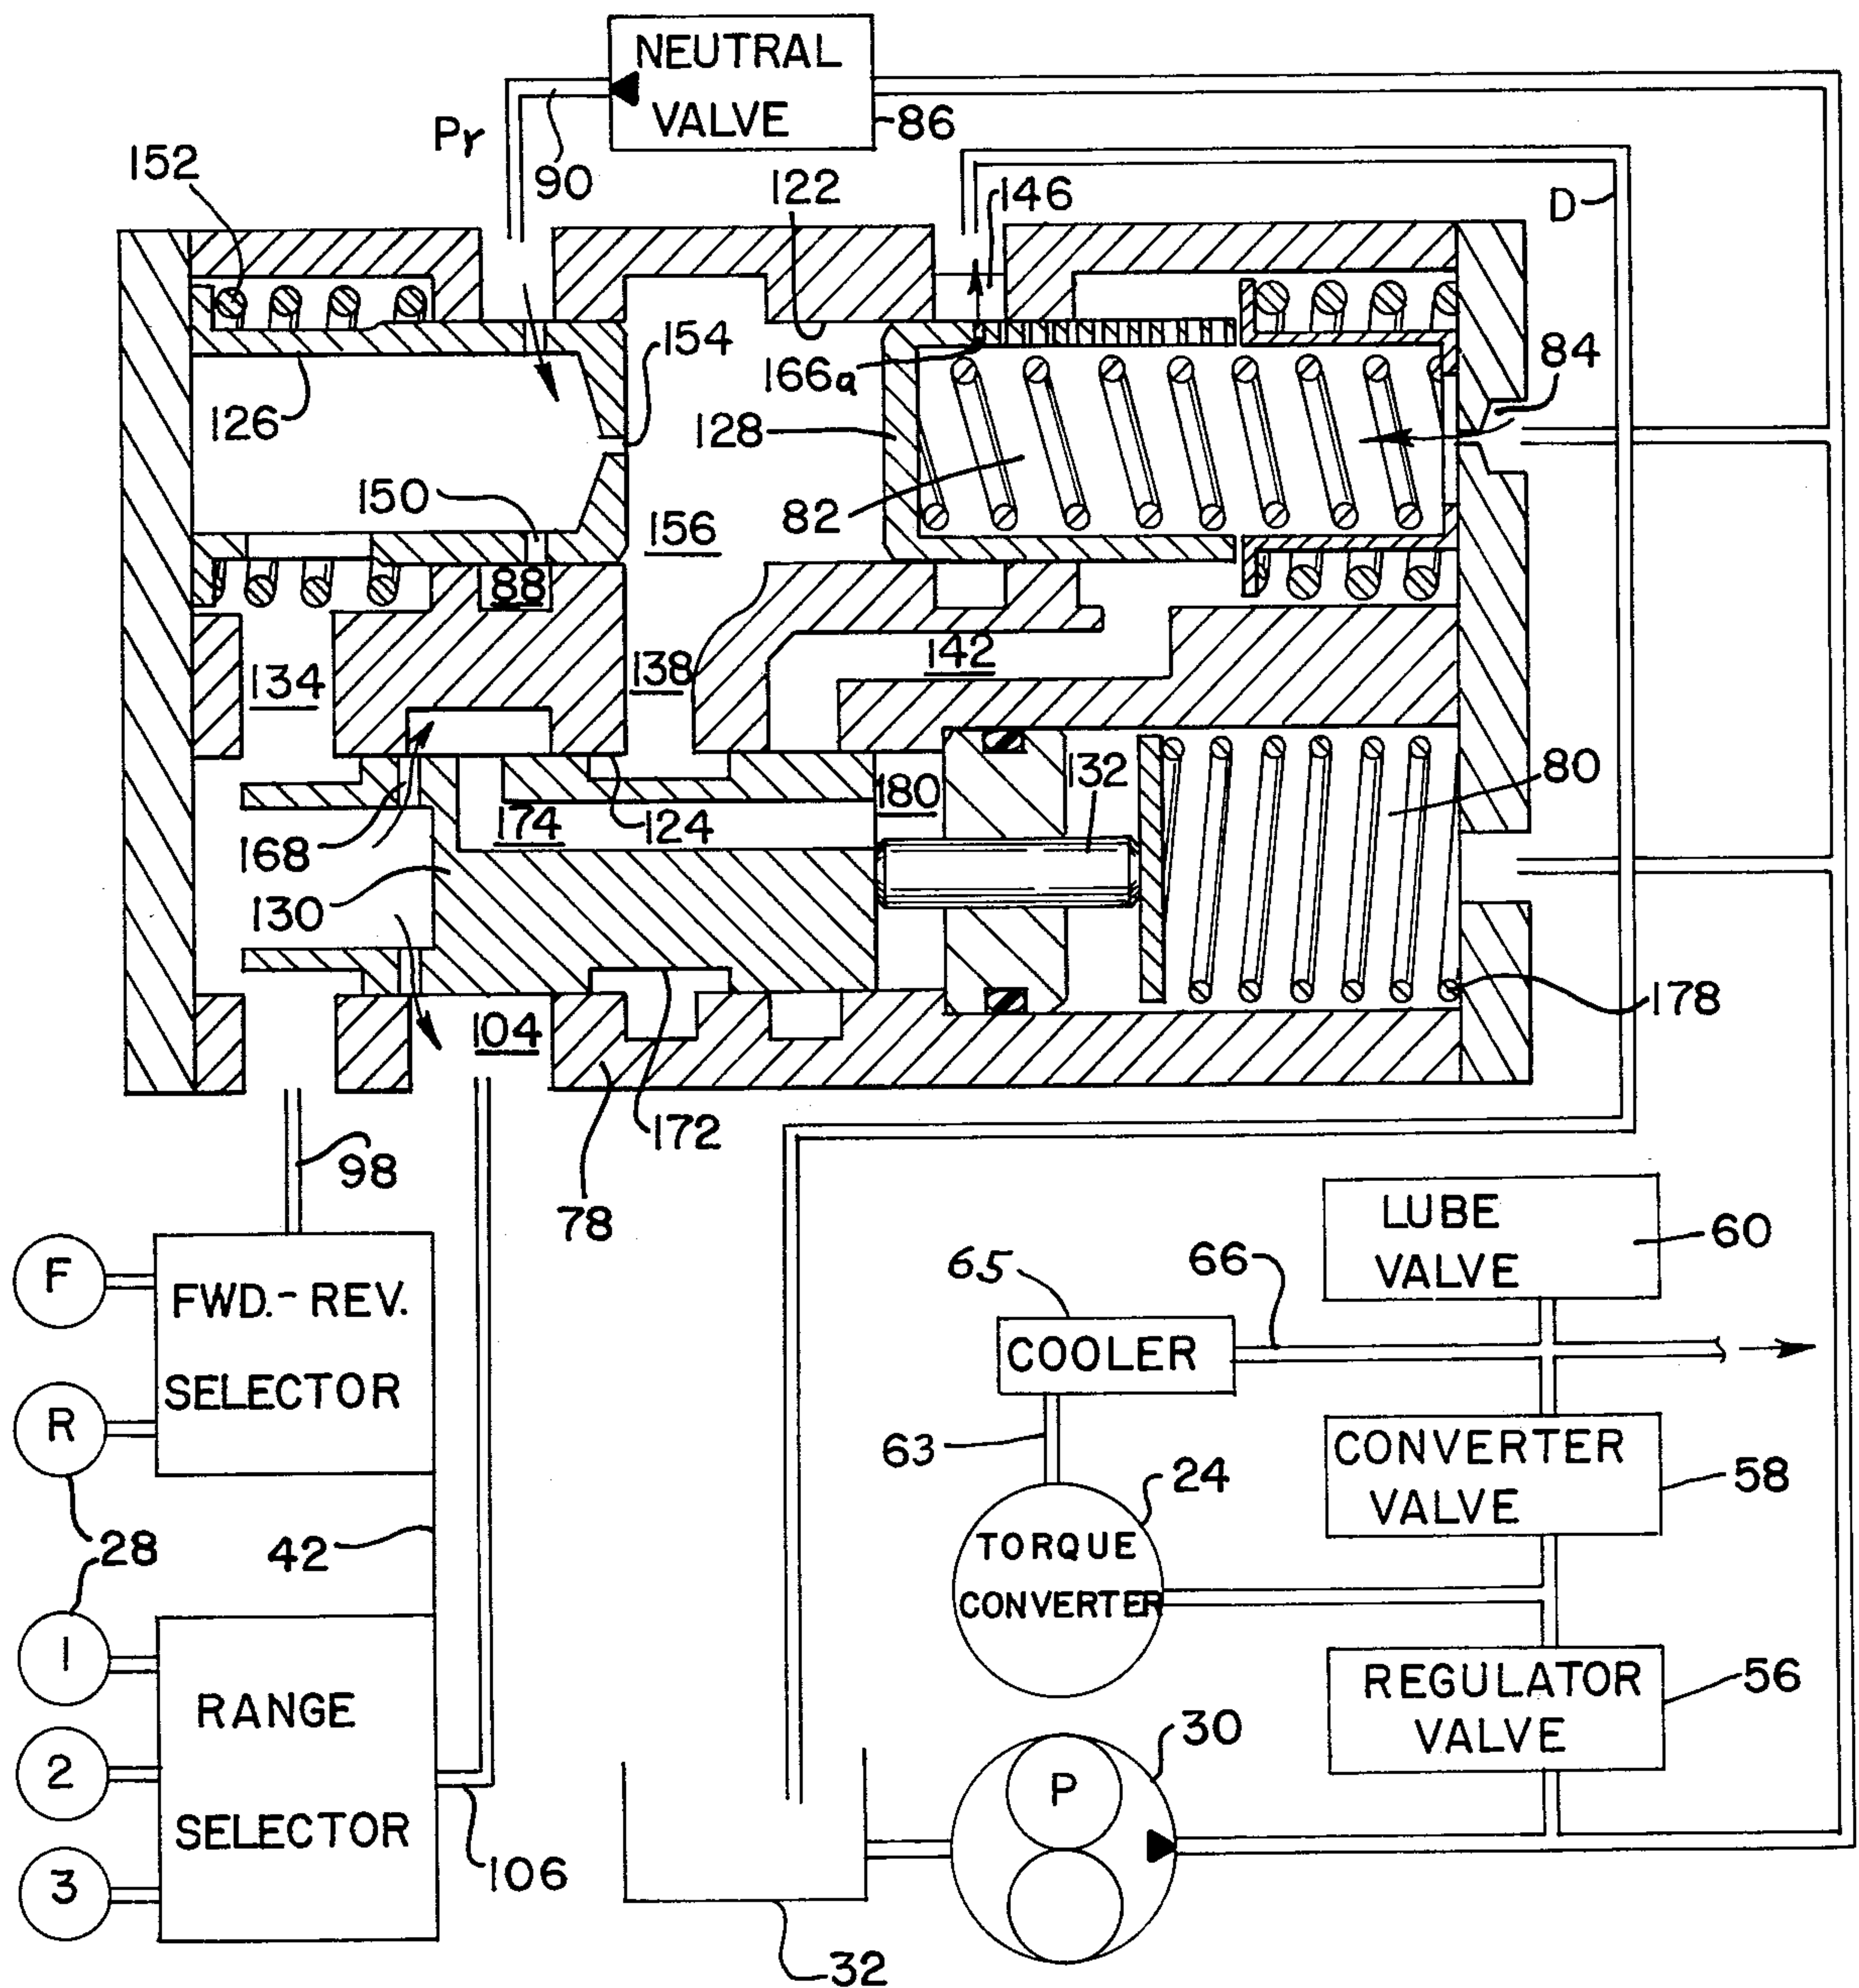 NEUTRAL
VALVE
86
Pr
90
152
122
146
D
154
166a
84
126
128
82
150
156
88
134
138
142
132
80
180
174
124
168
130
178
104
172
98
78
F
FWD.-REV.
SELECTOR
R
28
42
1
RANGE
SELECTOR
2
3
106
LUBE
VALVE
60
65
66
COOLER
63
CONVERTER
VALVE
58
24
TORQUE
CONVERTER
REGULATOR
VALVE
56
30
P
32